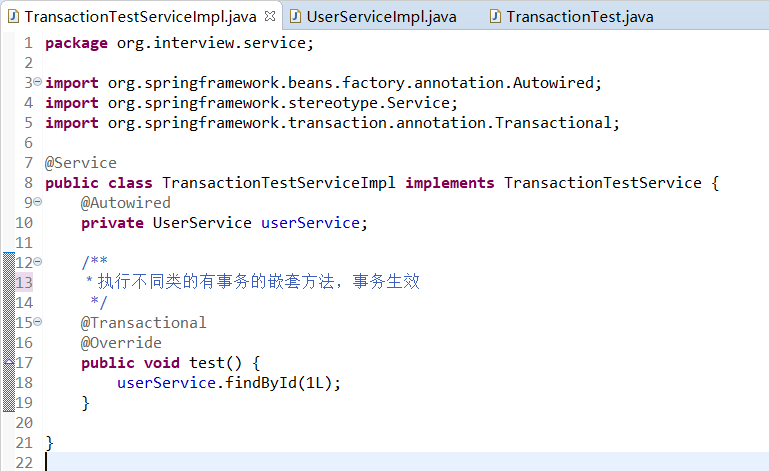 TransactionTestServiceImpl.java UserServiceImpl.java TransactionTest.java
1 package org.interview.service;
2
3 import org.springframework.beans.factory.annotation.Autowired;
4 import org.springframework.stereotype.Service;
5 import org.springframework.transaction.annotation.Transactional;
6
7 @Service
8 public class TransactionTestServiceImpl implements TransactionTestService {
9     @Autowired
10     private UserService userService;
11
12     /**
13      * 执行不同类的有事务的嵌套方法，事务生效
14      */
15     @Transactional
16     @Override
17     public void test() {
18         userService.findById(1L);
19     }
20
21 }
22